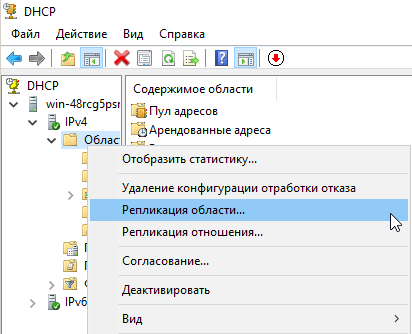 DHCP
Файл Действие Вид Справка
DHCP
win-48rcg5psr
IPv4
Област
IPv6
Содержимое области
Пул адресов
Арендованные адреса
Отобразить статистику...
Удаление конфигурации отработки отказа
Репликация области...
Репликация отношения...
Согласование...
Деактивировать
Вид